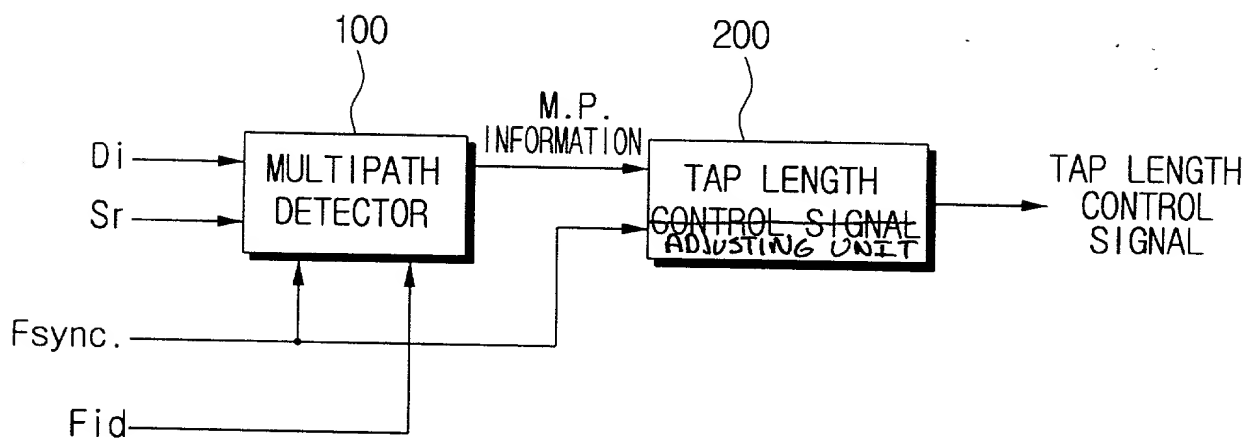 100
200
M.P.
INFORMATION
Di
Sr
MULTIPATH
DETECTOR
TAP LENGTH
CONTROL SIGNAL
ADJUSTING UNIT
TAP LENGTH
CONTROL
SIGNAL
Fsync.
Fid